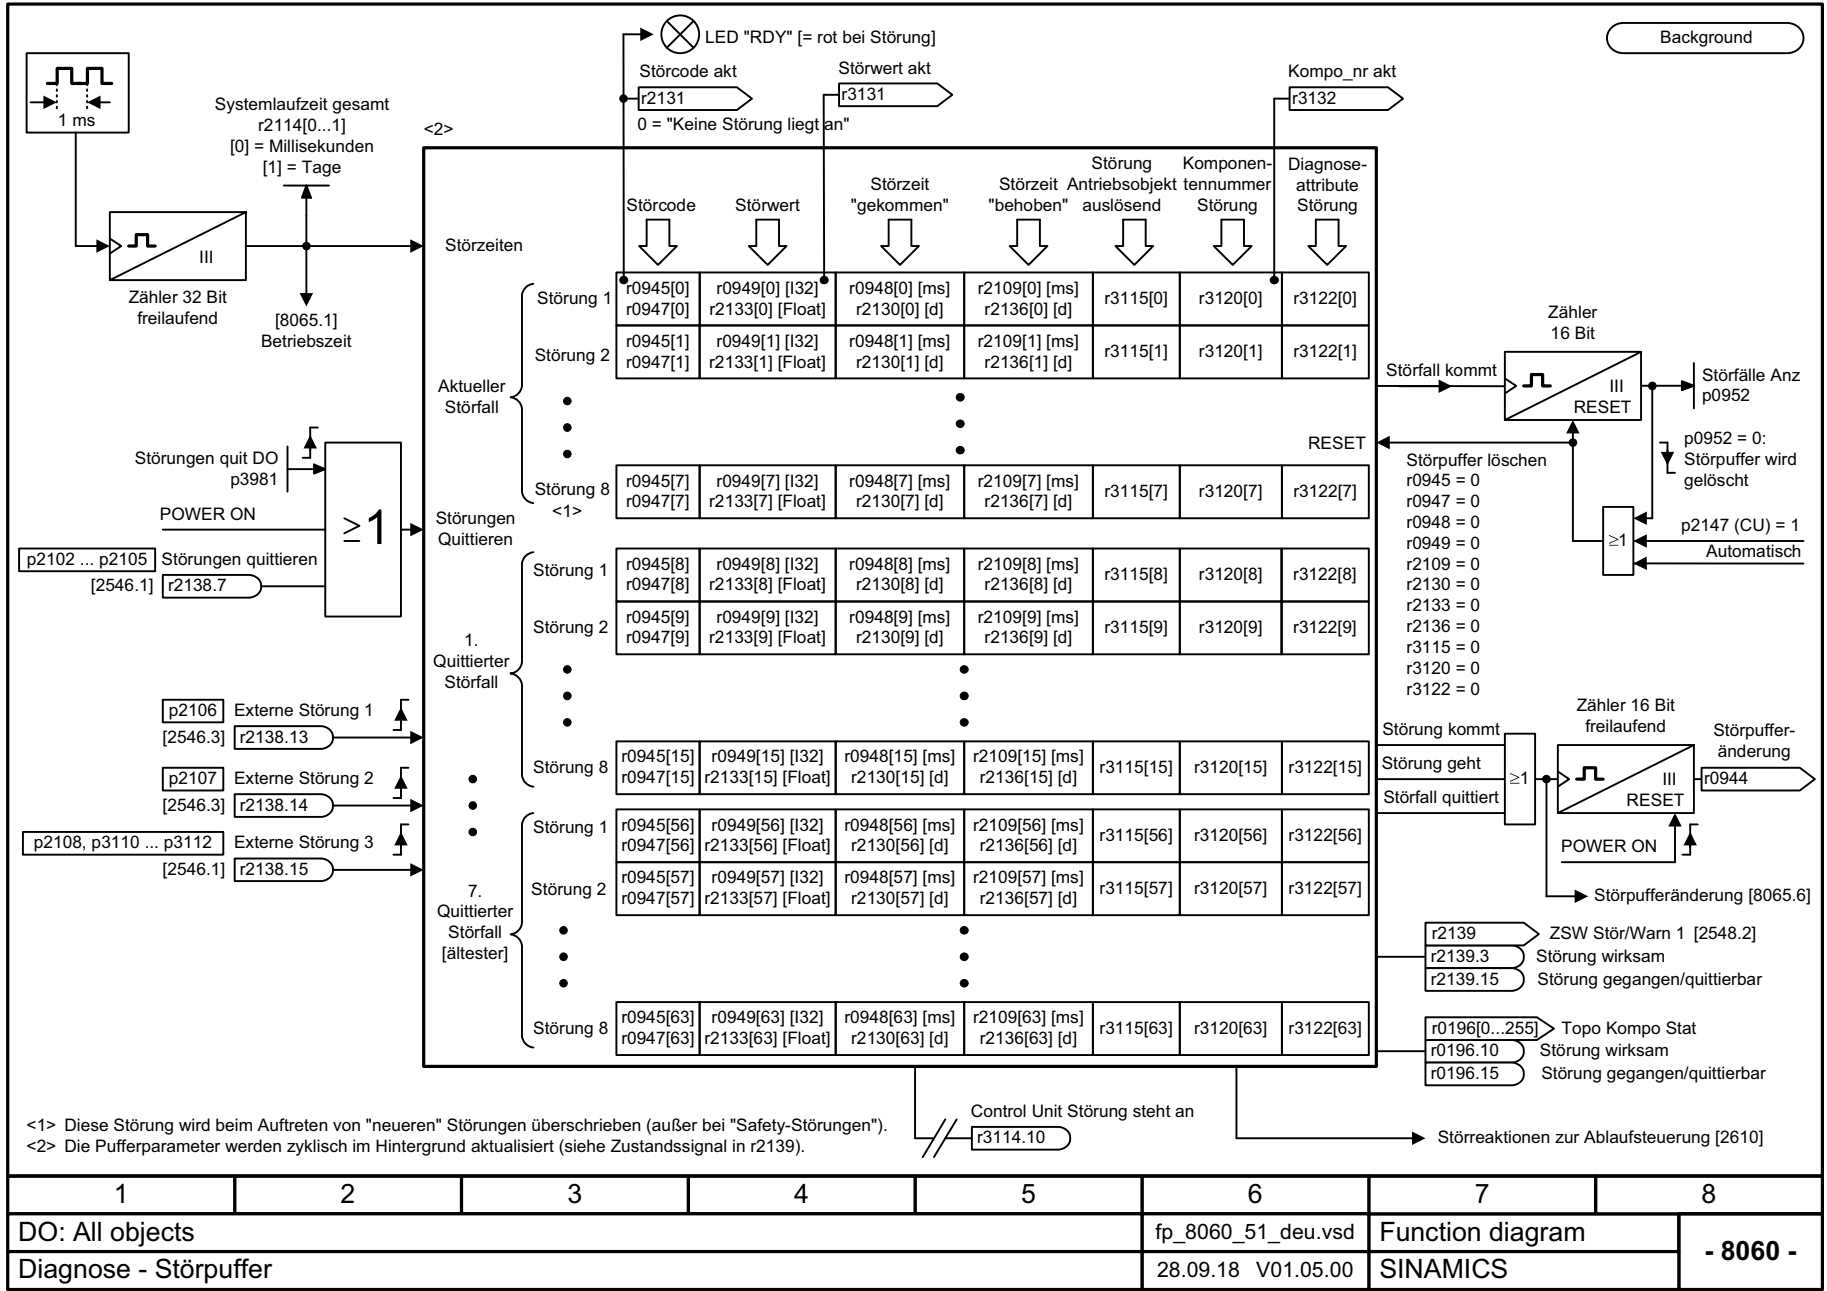 LED "RDY" [= rot bei Störung]
Background
1 ms
Störcode akt
r2131
0 = "Keine Störung liegt an"
Störwert akt
r3131
Kompo_nr akt
r3132
Systemlaufzeit gesamt
r2114[0...1]
[0] = Millisekunden
[1] = Tage
<2>
III
Zähler 32 Bit
freilaufend
[8065.1]
Betriebszeit
Störzeiten
Störcode
Störwert
Störzeit
"gekommen"
Störzeit
"behoben"
Störung
Antriebsobjekt
auslösend
Komponen-
tennummer
Störung
Diagnose-
attribute
Störung
Aktueller
Störfall
Störung 1
r0945[0] r0949[0] [I32] r0948[0] [ms] r2109[0] [ms]
r0947[0] r2133[0] [Float] r2130[0] [d] r2136[0] [d]
r3115[0] r3120[0] r3122[0]
Störung 2
r0945[1] r0949[1] [I32] r0948[1] [ms] r2109[1] [ms]
r0947[1] r2133[1] [Float] r2130[1] [d] r2136[1] [d]
r3115[1] r3120[1] r3122[1]
Störung 8
<1>
r0945[7] r0949[7] [I32] r0948[7] [ms] r2109[7] [ms]
r0947[7] r2133[7] [Float] r2130[7] [d] r2136[7] [d]
r3115[7] r3120[7] r3122[7]
Störungen quit DO
p3981
POWER ON
p2102 ... p2105 Störungen quittieren
[2546.1] r2138.7
≥1
Störungen
Quittieren
1.
Quittierter
Störfall
Störung 1
r0945[8] r0949[8] [I32] r0948[8] [ms] r2109[8] [ms]
r0947[8] r2133[8] [Float] r2130[8] [d] r2136[8] [d]
r3115[8] r3120[8] r3122[8]
Störung 2
r0945[9] r0949[9] [I32] r0948[9] [ms] r2109[9] [ms]
r0947[9] r2133[9] [Float] r2130[9] [d] r2136[9] [d]
r3115[9] r3120[9] r3122[9]
Störung 8
r0945[15] r0949[15] [I32] r0948[15] [ms] r2109[15] [ms]
r0947[15] r2133[15] [Float] r2130[15] [d] r2136[15] [d]
r3115[15] r3120[15] r3122[15]
p2106 Externe Störung 1
[2546.3] r2138.13
p2107 Externe Störung 2
[2546.3] r2138.14
p2108, p3110 ... p3112 Externe Störung 3
[2546.1] r2138.15
7.
Quittierter
Störfall
[ältester]
Störung 1
r0945[56] r0949[56] [I32] r0948[56] [ms] r2109[56] [ms]
r0947[56] r2133[56] [Float] r2130[56] [d] r2136[56] [d]
r3115[56] r3120[56] r3122[56]
Störung 2
r0945[57] r0949[57] [I32] r0948[57] [ms] r2109[57] [ms]
r0947[57] r2133[57] [Float] r2130[57] [d] r2136[57] [d]
r3115[57] r3120[57] r3122[57]
Störung 8
r0945[63] r0949[63] [I32] r0948[63] [ms] r2109[63] [ms]
r0947[63] r2133[63] [Float] r2130[63] [d] r2136[63] [d]
r3115[63] r3120[63] r3122[63]
Zähler
16 Bit
Störfall kommt
III
RESET
Störfälle Anz
p0952
RESET
p0952 = 0:
Störpuffer wird
gelöscht
≥1
p2147 (CU) = 1
Automatisch
Störpuffer löschen
r0945 = 0
r0947 = 0
r0948 = 0
r0949 = 0
r2109 = 0
r2130 = 0
r2133 = 0
r2136 = 0
r3115 = 0
r3120 = 0
r3122 = 0
Zähler 16 Bit
freilaufend
Störung kommt
Störung geht
Störfall quittiert
≥1
III
RESET
Störpuffer-
änderung
r0944
POWER ON
Störpufferänderung [8065.6]
r2139 ZSW Stör/Warn 1 [2548.2]
r2139.3 Störung wirksam
r2139.15 Störung gegangen/quittierbar
r0196[0...255] Topo Kompo Stat
r0196.10 Störung wirksam
r0196.15 Störung gegangen/quittierbar
Control Unit Störung steht an
r3114.10
Störreaktionen zur Ablaufsteuerung [2610]
<1> Diese Störung wird beim Auftreten von "neueren" Störungen überschrieben (außer bei "Safety-Störungen").
<2> Die Pufferparameter werden zyklisch im Hintergrund aktualisiert (siehe Zustandssignal in r2139).
1 2 3 4 5 6 7 8
DO: All objects
fp_8060_51_deu.vsd
Function diagram
- 8060 -
Diagnose - Störpuffer
28.09.18 V01.05.00
SINAMICS